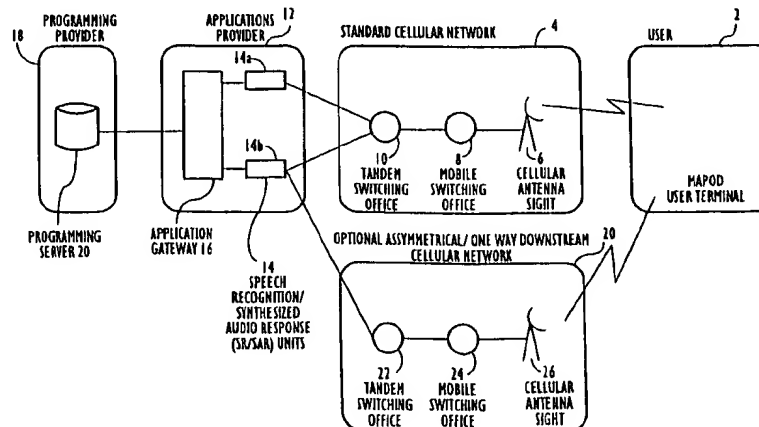 PROGRAMMING
PROVIDER
18
APPLICATIONS
PROVIDER
12
14a
14b
PROGRAMMING
SERVER 20
APPLICATION
GATEWAY 16
14
SPEECH
RECOGNITION/
SYNTHESIZED
AUDIO RESPONSE
(SR/SAR) UNITS
STANDARD CELLULAR NETWORK
4
10
TANDEM
SWITCHING
OFFICE
8
MOBILE
SWITCHING
OFFICE
6
CELLULAR
ANTENNA
SIGHT
USER
2
MAPOD
USER TERMINAL
OPTIONAL ASSYMETRICAL/ ONE WAY DOWNSTREAM
CELLULAR NETWORK
20
22
TANDEM
SWITCHING
OFFICE
24
MOBILE
SWITCHING
OFFICE
26
CELLULAR
ANTENNA
SIGHT